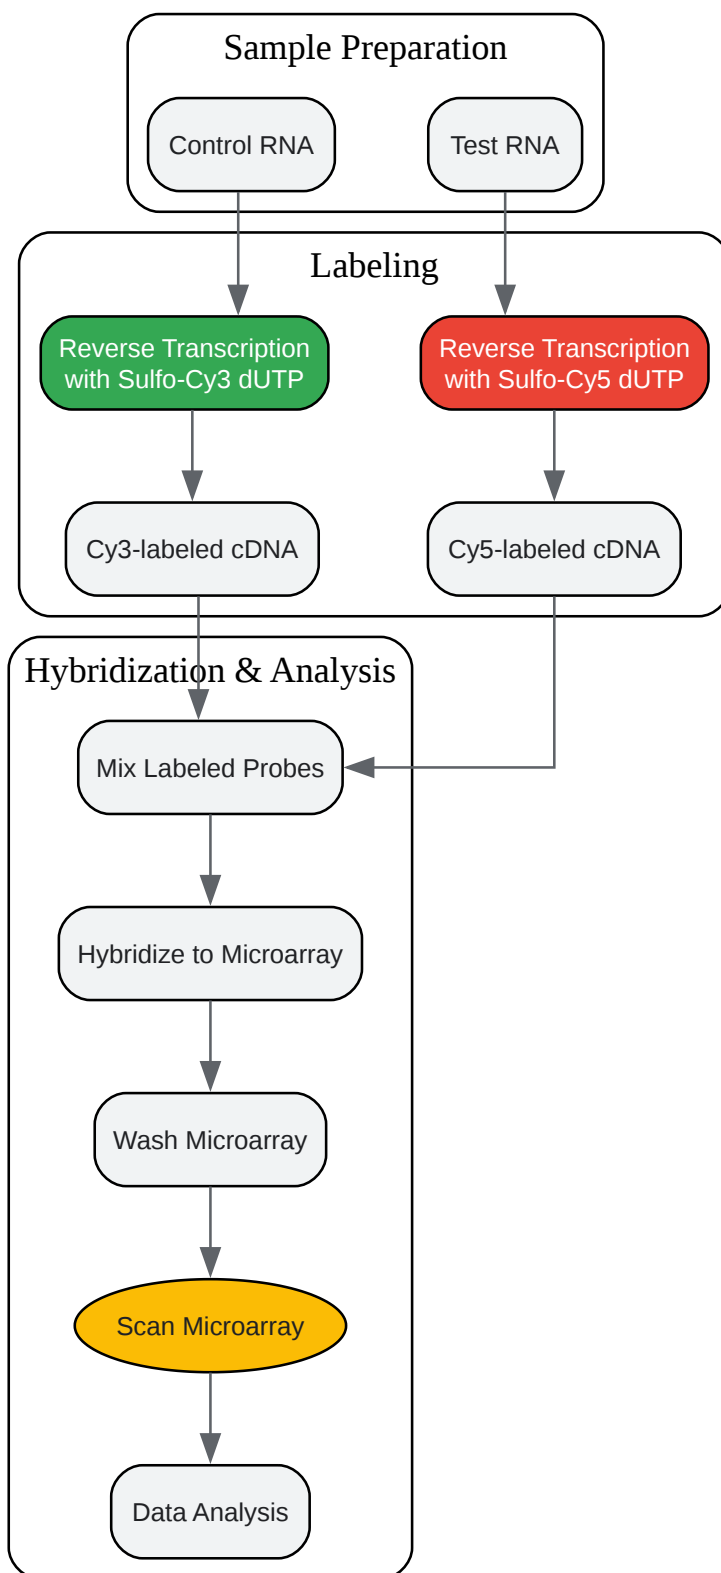 Sample Preparation
Control RNA
Test RNA
Labeling
Reverse Transcription
with Sulfo-Cy3 dUTP
Reverse Transcription
with Sulfo-Cy5 dUTP
Cy3-labeled cDNA
Cy5-labeled cDNA
Hybridization & Analysis
Mix Labeled Probes
Hybridize to Microarray
Wash Microarray
Scan Microarray
Data Analysis